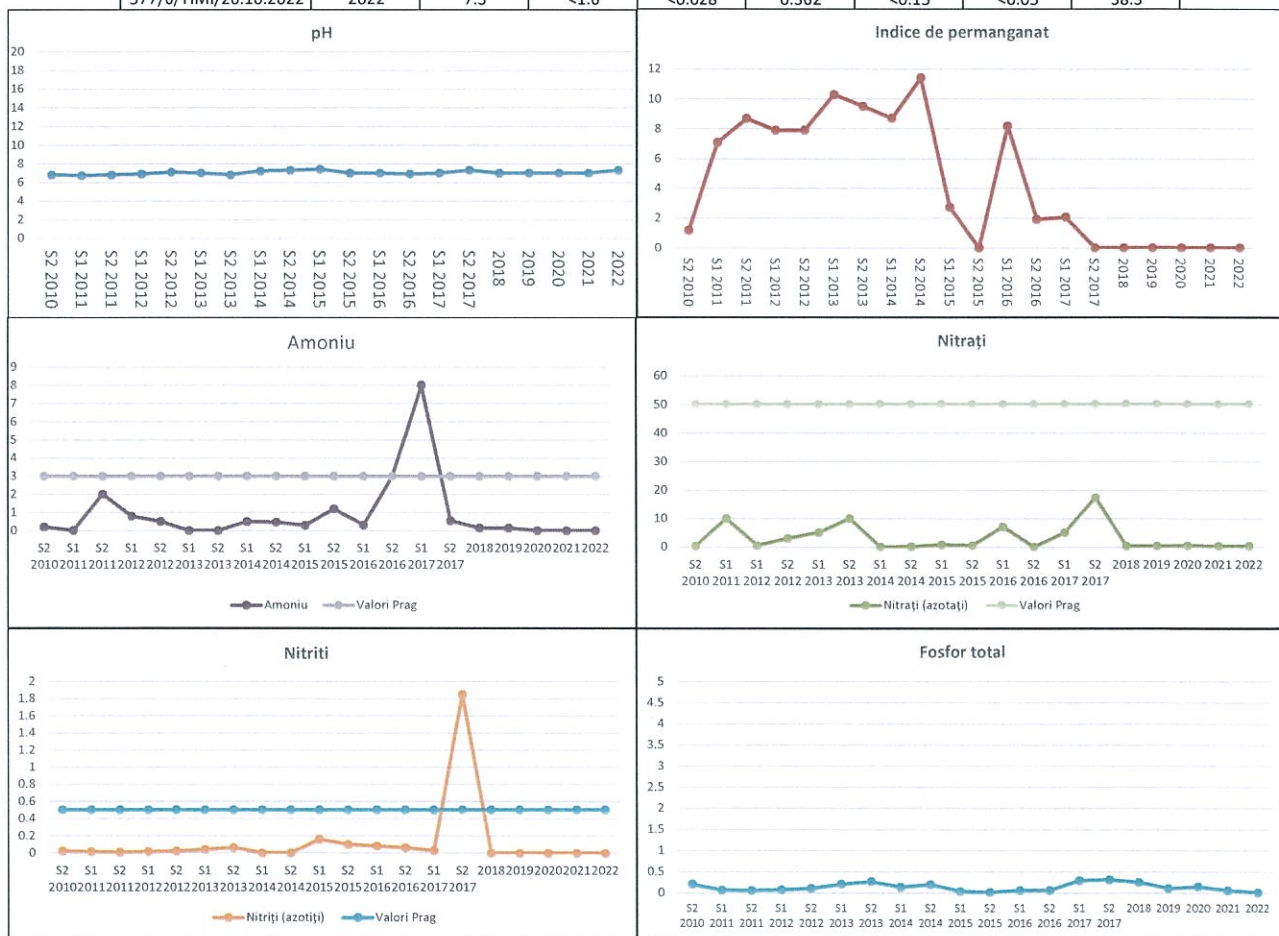 2022 <0.028 <0.05
pH
20
18
16
14
12
10
8
6
4
2
0
S2 2010 S1 2011 S2 2011 S1 2012 S2 2012 S1 2013 S2 2013 S1 2014 S2 2014 S1 2015 S2 2015 S1 2016 S2 2016 S1 2017 S2 2017 2018 2019 2020 2021 2022
Indice de permanganat
12
10
8
6
4
2
0
S2 2010 S1 2011 S2 2011 S1 2012 S2 2012 S1 2013 S2 2013 S1 2014 S2 2014 S1 2015 S2 2015 S1 2016 S2 2016 S1 2017 S2 2017 2018 2019 2020 2021 2022
Amoniu
9
8
7
6
5
4
3
2
1
0
S2 S1 S2 S1 S2 S1 S2 S1 S2 S1 S2 S1 S2 S1 S2 2018 2019 2020 2021 2022
2010 2011 2011 2012 2012 2013 2013 2014 2014 2015 2015 2016 2016 2017 2017
Amoniu Valori Prag
Nitrați
60
50
40
30
20
10
0
S2 S1 S1 S2 S1 S2 S1 S2 S1 S2 S1 S2 S1 S2 2018 2019 2020 2021 2022
2010 2011 2012 2012 2013 2013 2014 2014 2015 2015 2016 2016 2017 2017
Nitrați (azotați) Valori Prag
Nitriti
2
1.8
1.6
1.4
1.2
1
0.8
0.6
0.4
0.2
0
S2 S1 S2 S1 S2 S1 S2 S1 S2 S1 S2 S1 S2 S1 S2 2018 2019 2020 2021 2022
2010 2011 2011 2012 2012 2013 2013 2014 2014 2015 2015 2016 2016 2017 2017
Nitriți (azotiți) Valori Prag
Fosfor total
5
4.5
4
3.5
3
2.5
2
1.5
1
0.5
0
S2 S1 S2 S1 S2 S1 S2 S1 S2 S1 S2 S1 S2 S1 S2 2018 2019 2020 2021 2022
2010 2011 2011 2012 2012 2013 2013 2014 2014 2015 2015 2016 2016 2017 2017